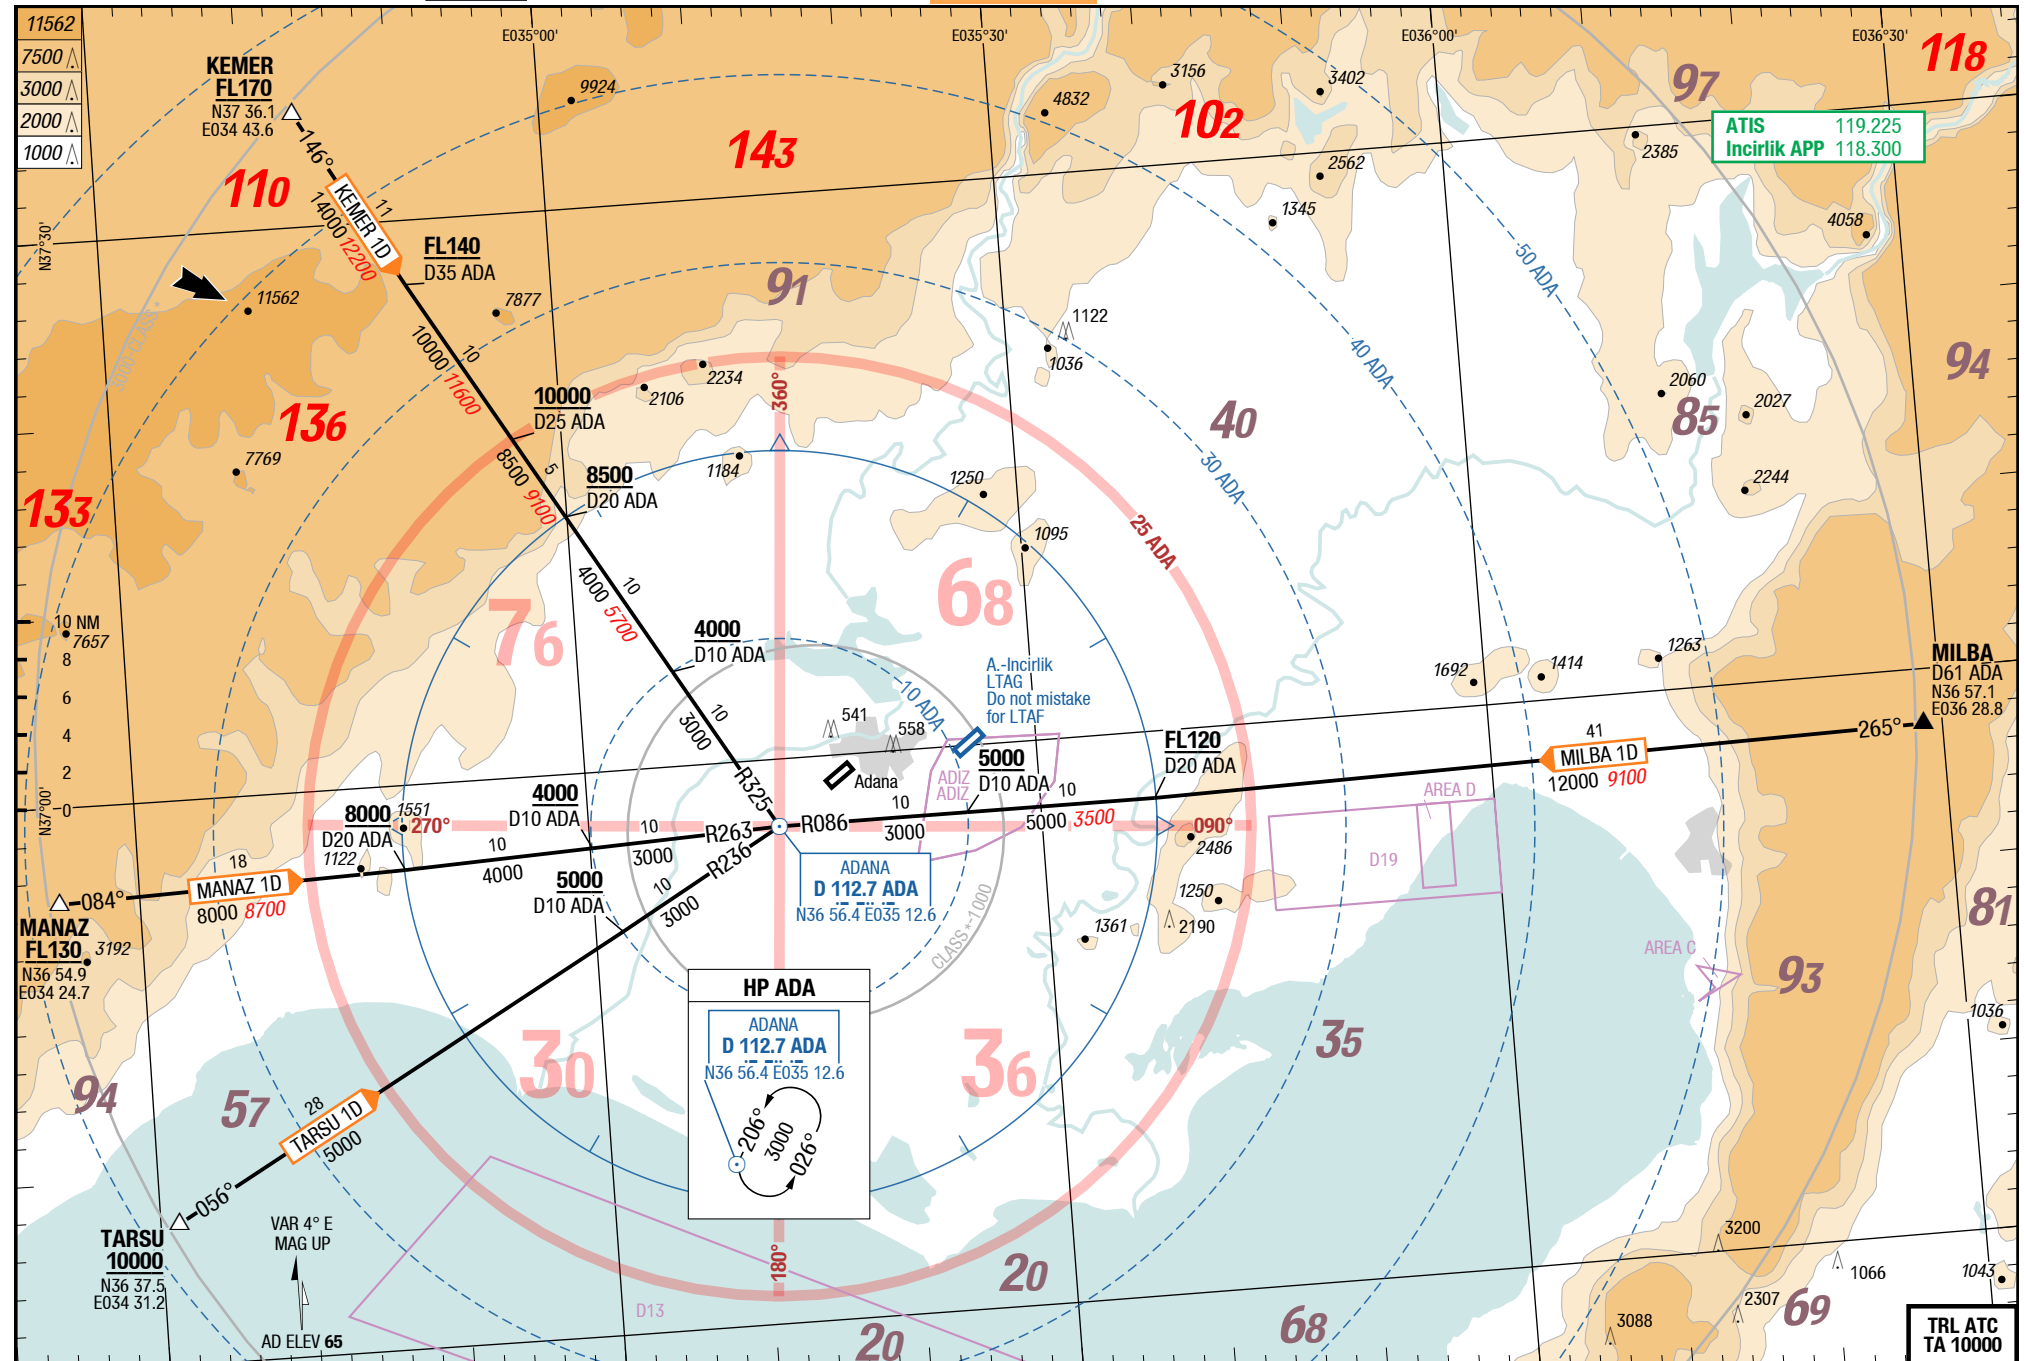 11562
7500
3000
2000
1000
E035°00'
E035°30'
E036°00'
E036°30'
KEMER
FL170
N37 36.1
E034 43.6
146°
KEMER 1D
11
14000 12200
110
9924
143
4832
3156
102
3402
2562
1345
97
118
ATIS 119.225
Incirlik APP 118.300
2385
4058
N37°30'
FL140
D35 ADA
11562
7877
10
10000 11600
91
1122
1036
50 ADA
40 ADA
94
2234
2106
10000
D25 ADA
360°
136
7769
133
5
8500 9100
8500
D20 ADA
1184
1250
1095
40
30 ADA
25 ADA
2060
85
2027
2244
10
4000 5700
76
68
4000
D10 ADA
10 NM
7657
8
6
4
2
0
N37°00'
10
3000
R325
541
558
Adana
10 ADA
A.-Incirlik
LTAG
Do not mistake
for LTAF
ADIZ
ADIZ
5000
D10 ADA
FL120
D20 ADA
1692
1414
1263
MILBA
D61 ADA
N36 57.1
E036 28.8
265°
41
MILBA 1D
12000 9100
AREA D
D19
R086
10
3000
10
5000 3500
090°
2486
1250
2190
1361
8000
D20 ADA
1551
270°
4000
D10 ADA
1122
10
4000
10
3000
R263
R236
18
MANAZ 1D
8000 8700
084°
MANAZ
FL130
N36 54.9
E034 24.7
3192
5000
D10 ADA
10
3000
ADANA
D 112.7 ADA
N36 56.4 E035 12.6
CLASS*-1000
AREA C
81
93
1036
35
HP ADA
ADANA
D 112.7 ADA
N36 56.4 E035 12.6
206°
3000
026°
30
36
94
57
28
TARSU 1D
5000
056°
TARSU
10000
N36 37.5
E034 31.2
VAR 4° E
MAG UP
AD ELEV 65
D13
180°
20
20
68
69
3200
1066
2307
3088
1043
TRL ATC
TA 10000